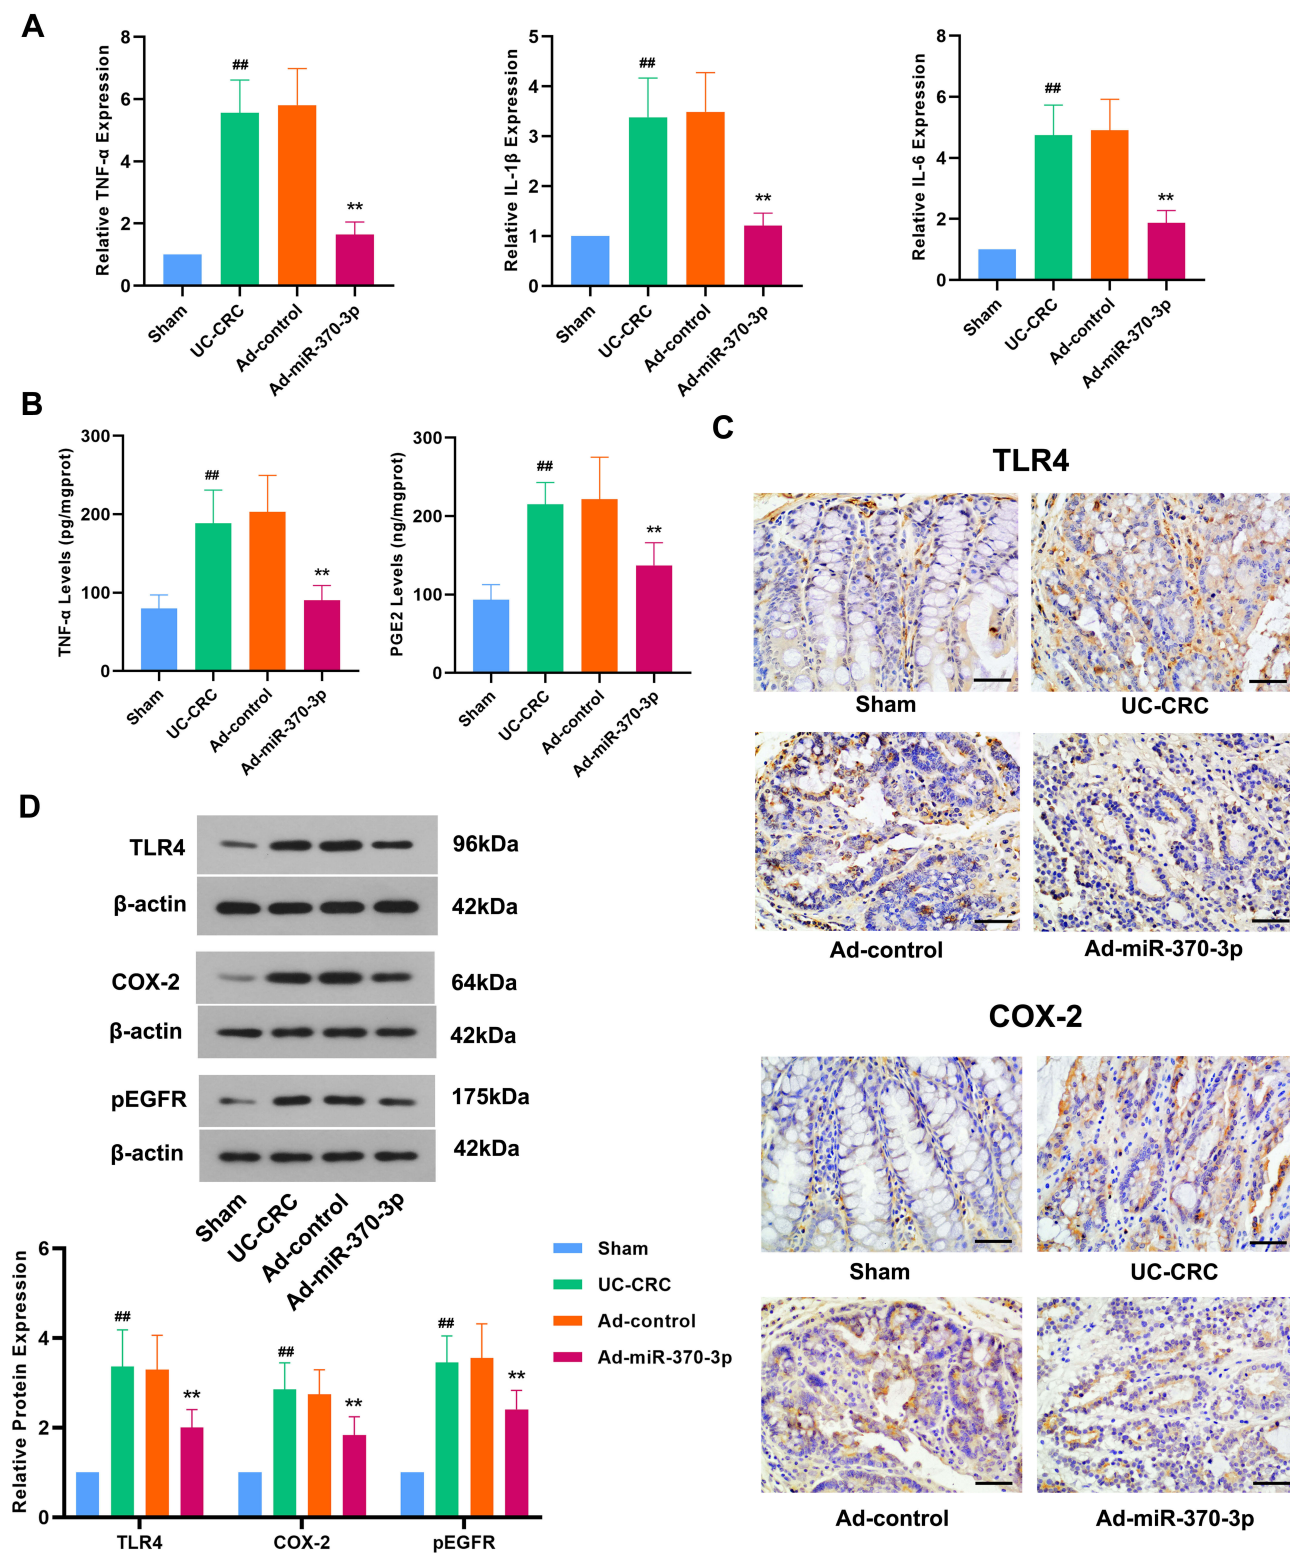 A
Relative TNF-α Expression
8
6
4
2
0
##
**
Sham
UC-CRC
Ad-control
Ad-miR-370-3p
Relative IL-1β Expression
5
4
3
2
1
0
##
**
Sham
UC-CRC
Ad-control
Ad-miR-370-3p
Relative IL-6 Expression
8
6
4
2
0
##
**
Sham
UC-CRC
Ad-control
Ad-miR-370-3p
B
TNF-α Levels (pg/mgprot)
300
200
100
0
##
**
Sham
UC-CRC
Ad-control
Ad-miR-370-3p
PGE2 Levels (ng/mgprot)
300
200
100
0
##
**
Sham
UC-CRC
Ad-control
Ad-miR-370-3p
C
TLR4
Sham
UC-CRC
Ad-control
Ad-miR-370-3p
COX-2
Sham
UC-CRC
Ad-control
Ad-miR-370-3p
D
TLR4
96kDa
β-actin
42kDa
COX-2
64kDa
β-actin
42kDa
pEGFR
175kDa
β-actin
42kDa
Sham
UC-CRC
Ad-control
Ad-miR-370-3p
Relative Protein Expression
6
4
2
0
##
**
##
**
##
**
TLR4
COX-2
pEGFR
Sham
UC-CRC
Ad-control
Ad-miR-370-3p